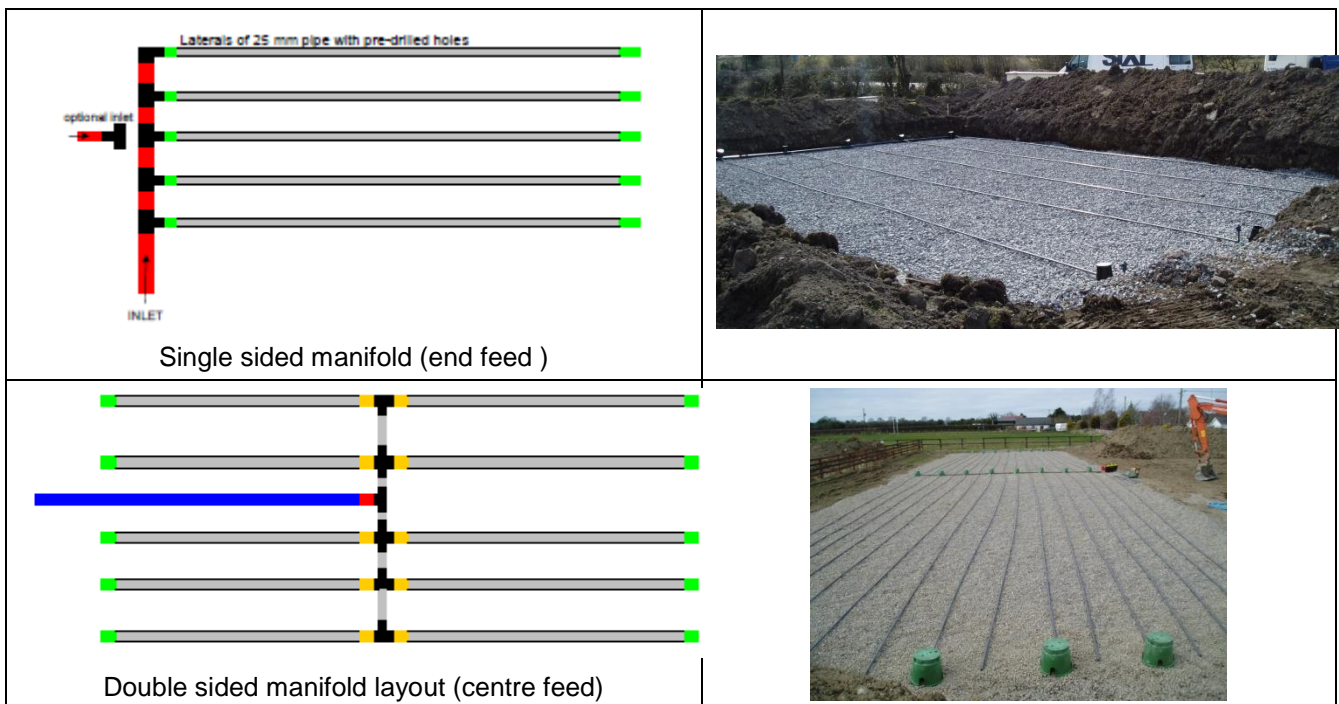 Laterals of 25 mm pipe with pre-drilled holes
optional inlet
INLET
Single sided manifold (end feed )
SIXL
Double sided manifold layout (centre feed)